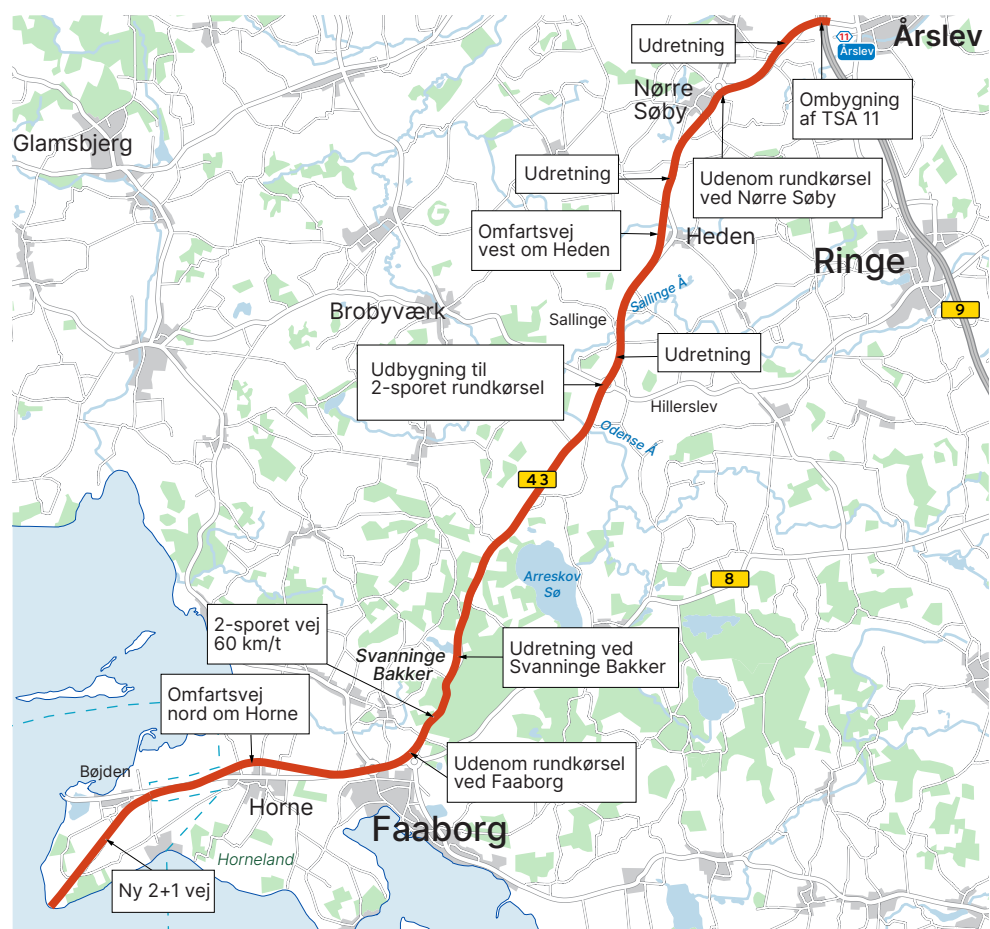 Udretning
11
Årslev
Årslev
Nørre
Søby
Ombygning
af TSA 11
Glamsbjerg
Udretning
Udenom rundkørsel
ved Nørre Søby
Omfartsvej
vest om Heden
Heden
Ringe
Sallinge Å
Brobyværk
Sallinge
9
Udretning
Udbygning til
2-sporet rundkørsel
Hillerslev
Odense Å
43
Arreskov
Sø
8
2-sporet vej
60 km/t
Svanninge
Bakker
Udretning ved
Svanninge Bakker
Omfartsvej
nord om Horne
Udenom rundkørsel
ved Faaborg
Bøjden
Horne
Faaborg
Horneland
Ny 2+1 vej